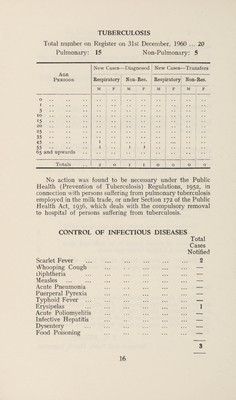 TUBERCULOSIS
Total number on Register on 31st December, 1960 ... 20
Pulmonary: 15 Non-Pulmonary: 5
New Cases—Diagnosed New Cases—Transfers
Age Periods: Respiratory Non-Res. Respiratory Non-Res.
M F M F M F M F
0 .. .. .. .. .. .. .. .. .. ..
1 .. .. .. .. .. .. .. .. .. ..
5 .. .. .. .. .. .. .. .. .. ..
10 .. .. .. .. .. .. .. .. .. ..
15 .. .. .. .. .. .. .. .. .. ..
20 .. .. .. .. .. .. .. .. .. ..
25 .. .. .. .. .. .. .. .. .. ..
35 .. .. .. .. .. .. .. .. .. ..
45 .. .. 1 .. .. .. .. .. .. ..
55 .. .. 1 .. 1 1 .. .. .. ..
65 and upwards .. .. .. .. .. .. .. ..
Totals .. 2 0 1 1 0 0 0 0
No action was found to be necessary under the Public
Health (Prevention of Tuberculosis) Regulations, 1952, in
connection with persons suffering from pulmonary tuberculosis
employed in the milk trade, or under Section 172 of the Public
Health Act, 1936, which deals with the compulsory removal
to hospital of persons suffering from tuberculosis.
CONTROL OF INFECTIOUS DISEASES
Total
Cases
Notified
Scarlet Fever ... ... ... ... ... ... 2
Whooping Cough ... ... ... ... ... —
Diphtheria ... ... ... ... ... ... —
Measles ... ... ... ... ... ... —
Acute Pneumonia ... ... ... ... ... —
Puerperal Pyrexia ... ... ... ... ... —
Typhoid Fever ... ... ... ... ... —
Erysipelas ... ... ... ... ... ... 1
Acute Poliomyelitis ... ... ... ... —
Infective Hepatitis ... ... ... ... —
Dysentery ... ... ... ... ... ... —
Food Poisoning ... ... ... ... ... —
3
16